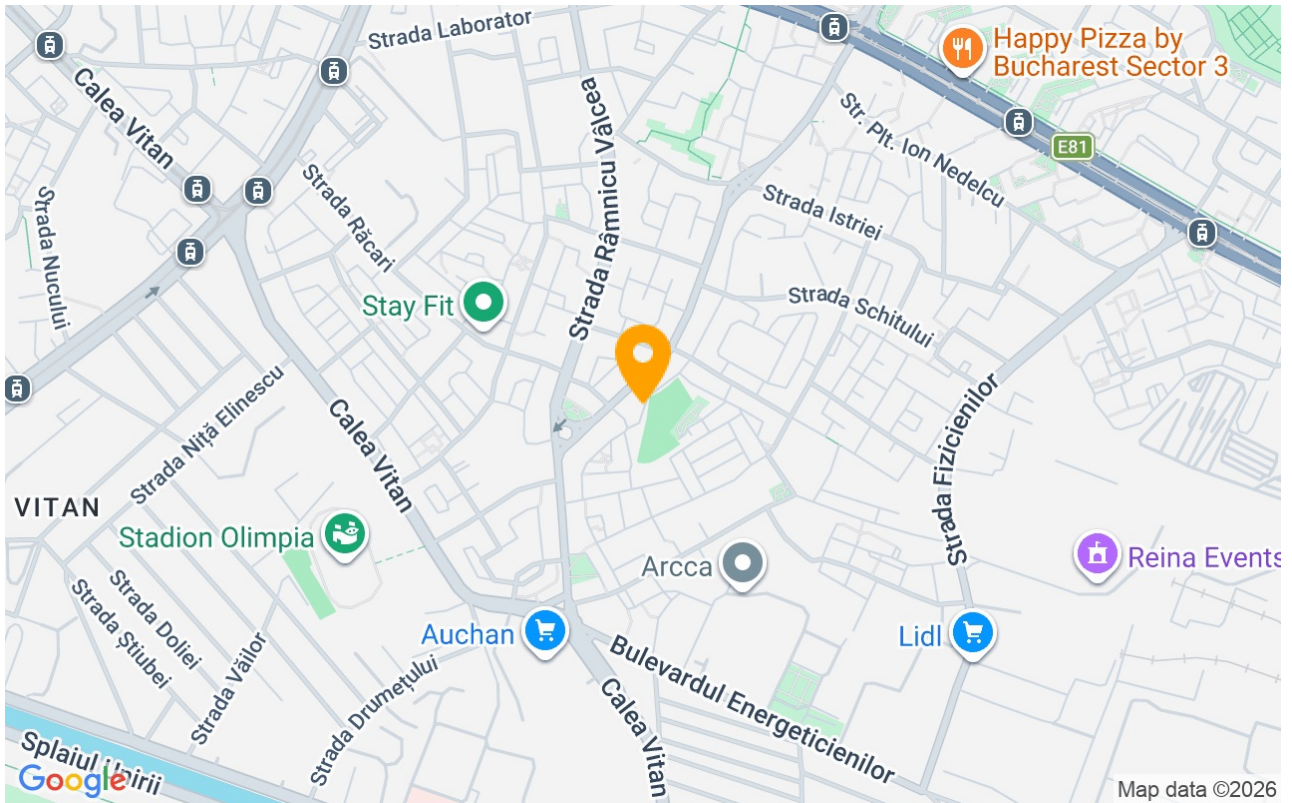 Strada Laborator
Happy Pizza by
Bucharest Sector 3
Calea Vitan
Strada Râmnicu Vâlcea
Str. Plt. Ion Nedelcu
E81
Strada Nucului
Strada Răcari
Strada Istriei
Stay Fit
Strada Schitului
Strada Niță Elinescu
Calea Vitan
Strada Fizicienilor
VITAN
Stadion Olimpia
Arcca
Reina Events
Strada Doliei
Strada Știubei
Strada Văilor
Auchan
Lidl
Strada Drumețului
Bulevardul Energeticienilor
Calea Vitan
Splaiul Unirii
Google
Map data ©2026